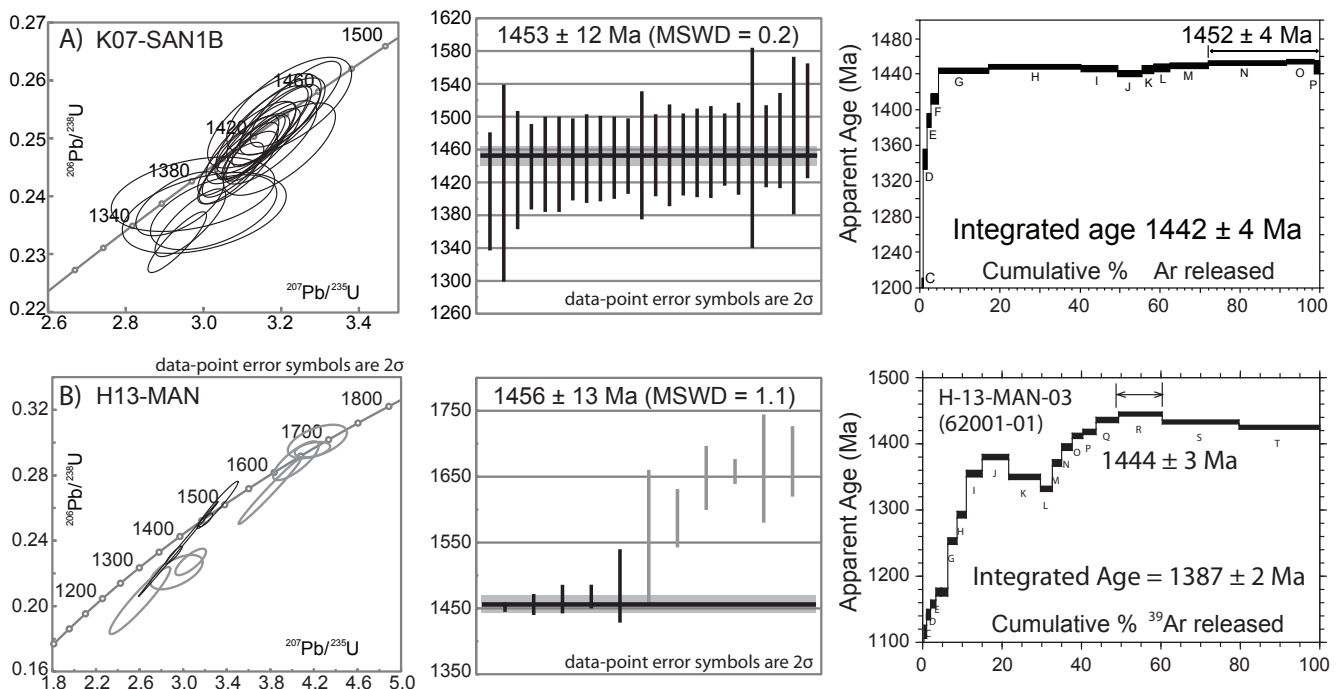 A) K07-SAN1B
0.27
0.26
0.25
0.24
0.23
0.22
2.6 2.8 3.0 3.2 3.4
1340
1380
1420
1460
1500
206Pb/238U
207Pb/235U
1453 ± 12 Ma (MSWD = 0.2)
1620
1580
1540
1500
1460
1420
1380
1340
1300
1260
data-point error symbols are 2σ
1452 ± 4 Ma
Apparent Age (Ma)
1480
1440
1400
1360
1320
1280
1240
1200
C
D
E
F
G
H
I
J
K
L
M
N
O
P
Integrated age 1442 ± 4 Ma
Cumulative % Ar released
0 20 40 60 80 100
data-point error symbols are 2σ
B) H13-MAN
0.32
0.28
0.24
0.20
0.16
1.8 2.4 3.0 3.6 4.2 4.8 5.0
1200
1300
1400
1500
1600
1700
1800
206Pb/238U
207Pb/235U
1456 ± 13 Ma (MSWD = 1.1)
1750
1650
1550
1450
1350
data-point error symbols are 2σ
H-13-MAN-03
(62001-01)
1444 ± 3 Ma
Apparent Age (Ma)
1500
1400
1300
1200
1100
C
D
E
G
H
I
J
K
L
M
N
O
P
Q
R
S
T
Integrated Age = 1387 ± 2 Ma
Cumulative % 39Ar released
0 20 40 60 80 100